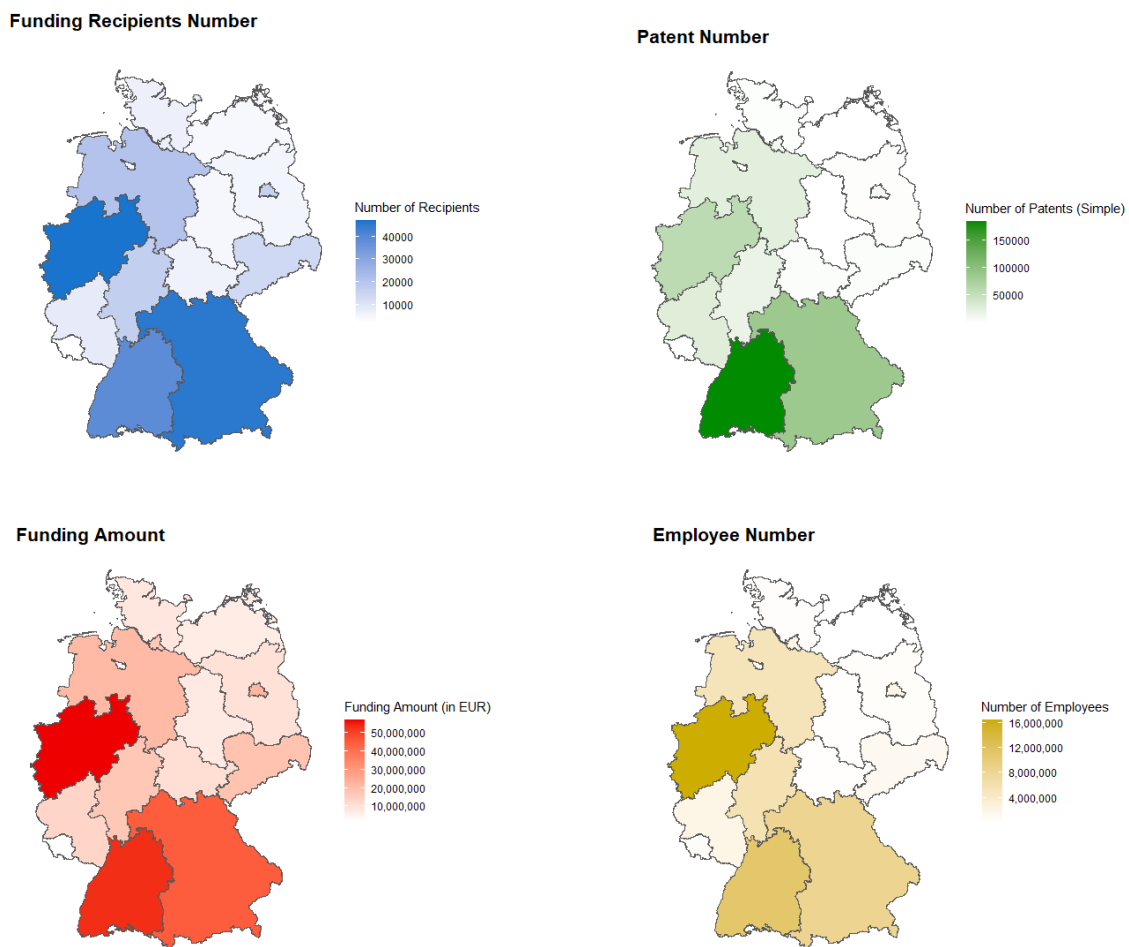 Funding Recipients Number
Number of Recipients
40000
30000
20000
10000
Patent Number
Number of Patents (Simple)
150000
100000
50000
Funding Amount
Funding Amount (in EUR)
50,000,000
40,000,000
30,000,000
20,000,000
10,000,000
Employee Number
Number of Employees
16,000,000
12,000,000
8,000,000
4,000,000